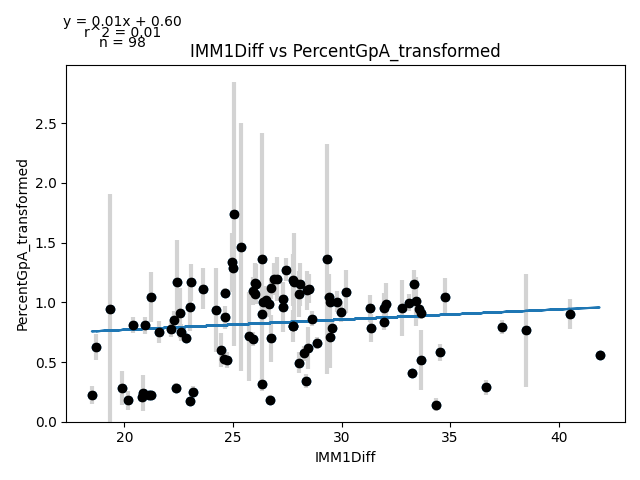 y = 0.01x + 0.60
r^2 = 0.01
n = 98
IMM1Diff vs PercentGpA_transformed
PercentGpA_transformed
2.5
2.0
1.5
1.0
0.5
0.0
20 25 30 35 40
IMM1Diff